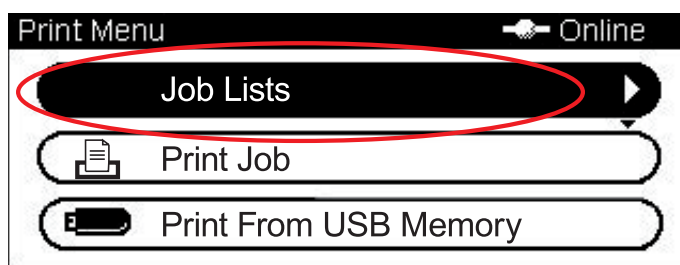 Print Menu Online
Job Lists
Print Job
Print From USB Memory